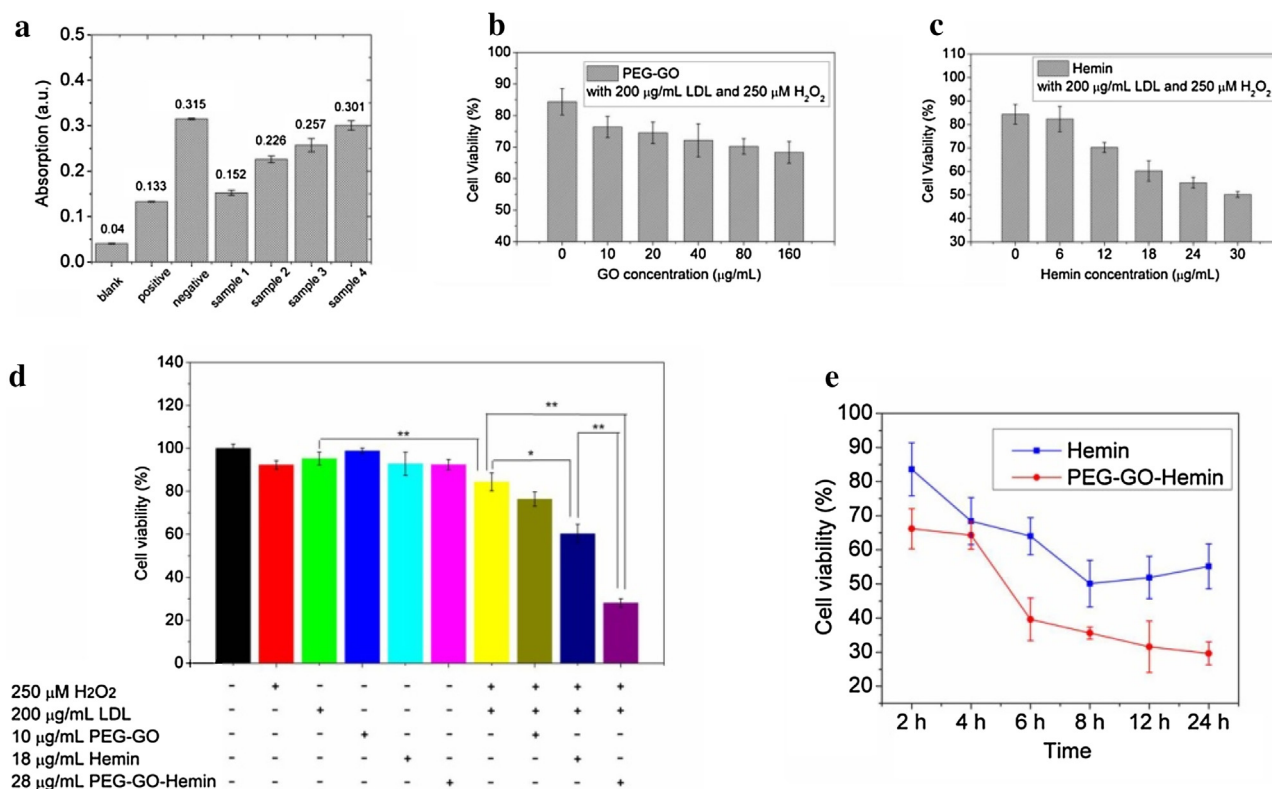 a
0.5
0.4
0.3
0.2
0.1
0.0
Absorption (a.u.)
0.04
0.133
0.315
0.152
0.226
0.257
0.301
blank
positive
negative
sample 1
sample 2
sample 3
sample 4
b
100
90
80
70
60
50
40
Cell Viability (%)
PEG-GO
with 200 μg/mL LDL and 250 μM H₂O₂
0 10 20 40 80 160
GO concentration (μg/mL)
c
110
100
90
80
70
60
50
40
30
Cell Viability (%)
Hemin
with 200 μg/mL LDL and 250 μM H₂O₂
0 6 12 18 24 30
Hemin concentration (μg/mL)
d
140
120
100
80
60
40
20
0
Cell viability (%)
**
**
**
*
250 μM H2O2 - + - - - - + + + +
200 μg/mL LDL - - + - - - + + + +
10 μg/mL PEG-GO - - - + - - - + - -
18 μg/mL Hemin - - - - + - - - + -
28 μg/mL PEG-GO-Hemin - - - - - + - - - +
e
100
90
80
70
60
50
40
30
20
Cell viability (%)
Hemin
PEG-GO-Hemin
2 h 4 h 6 h 8 h 12 h 24 h
Time